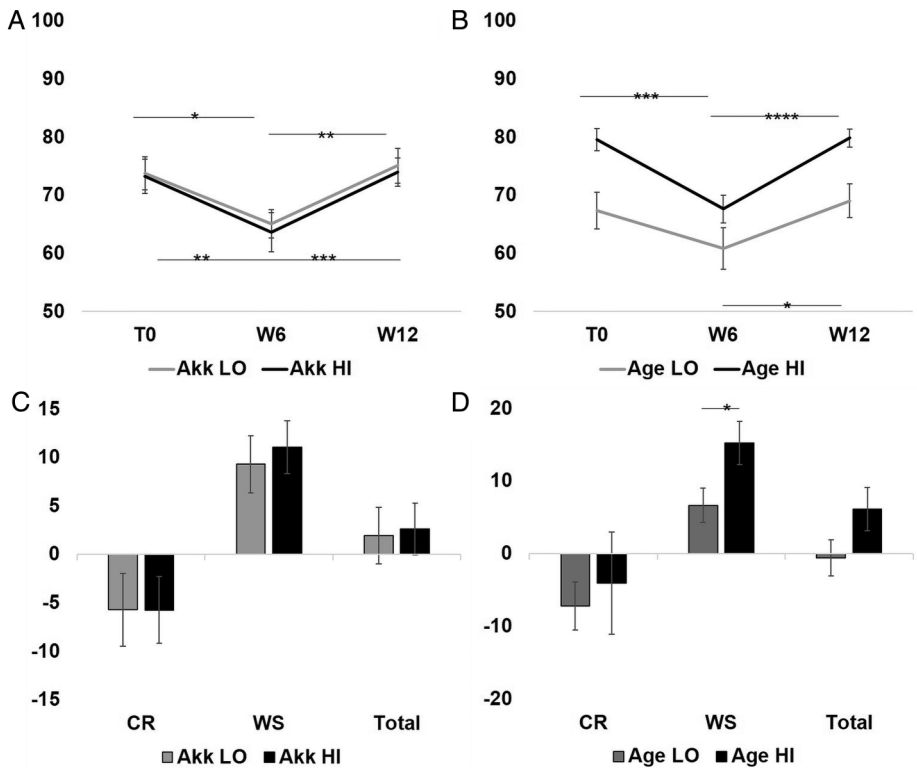 A
100
90
80
70
60
50
*
**
**
***
T0 W6 W12
Akk LO Akk HI
B
100
90
80
70
60
50
***
****
*
T0 W6 W12
Age LO Age HI
C
15
10
5
0
-5
-10
-15
CR WS Total
Akk LO Akk HI
D
20
10
0
-10
-20
*
CR WS Total
Age LO Age HI